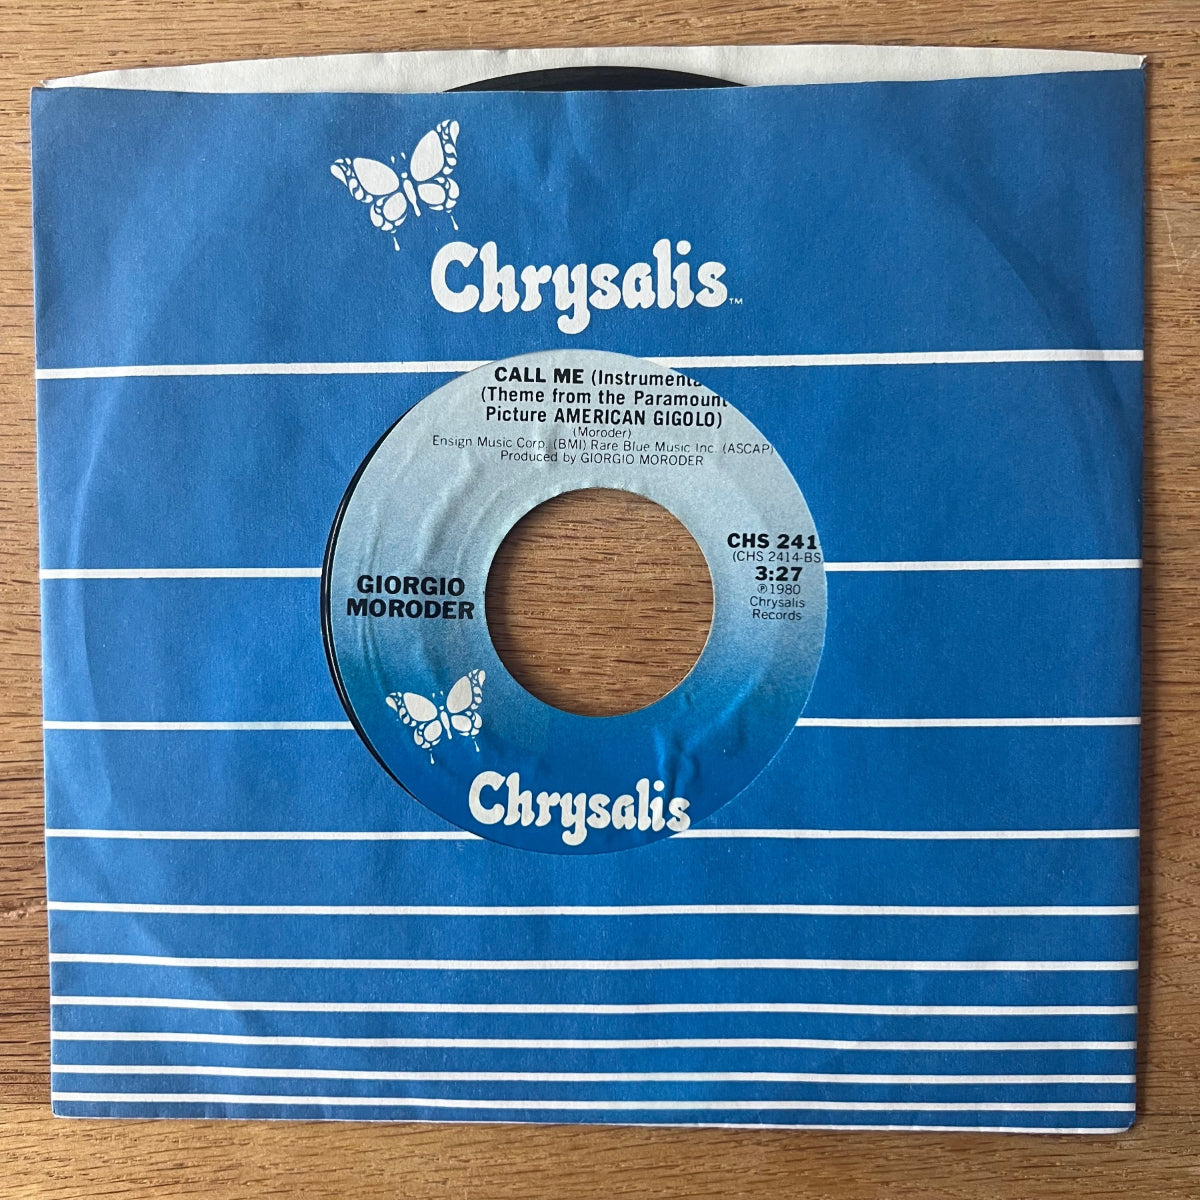 Chrysalis™
CALL ME (Instrumenta
(Theme from the Paramount
Picture AMERICAN GIGOLO)
(Moroder)
Ensign Music Corp. (BMI) Rare Blue Music Inc. (ASCAP)
Produced by GIORGIO MORODER
CHS 241
(CHS 2414-BS
3:27
℗1980
Chrysalis
Records
GIORGIO
MORODER
Chrysalis